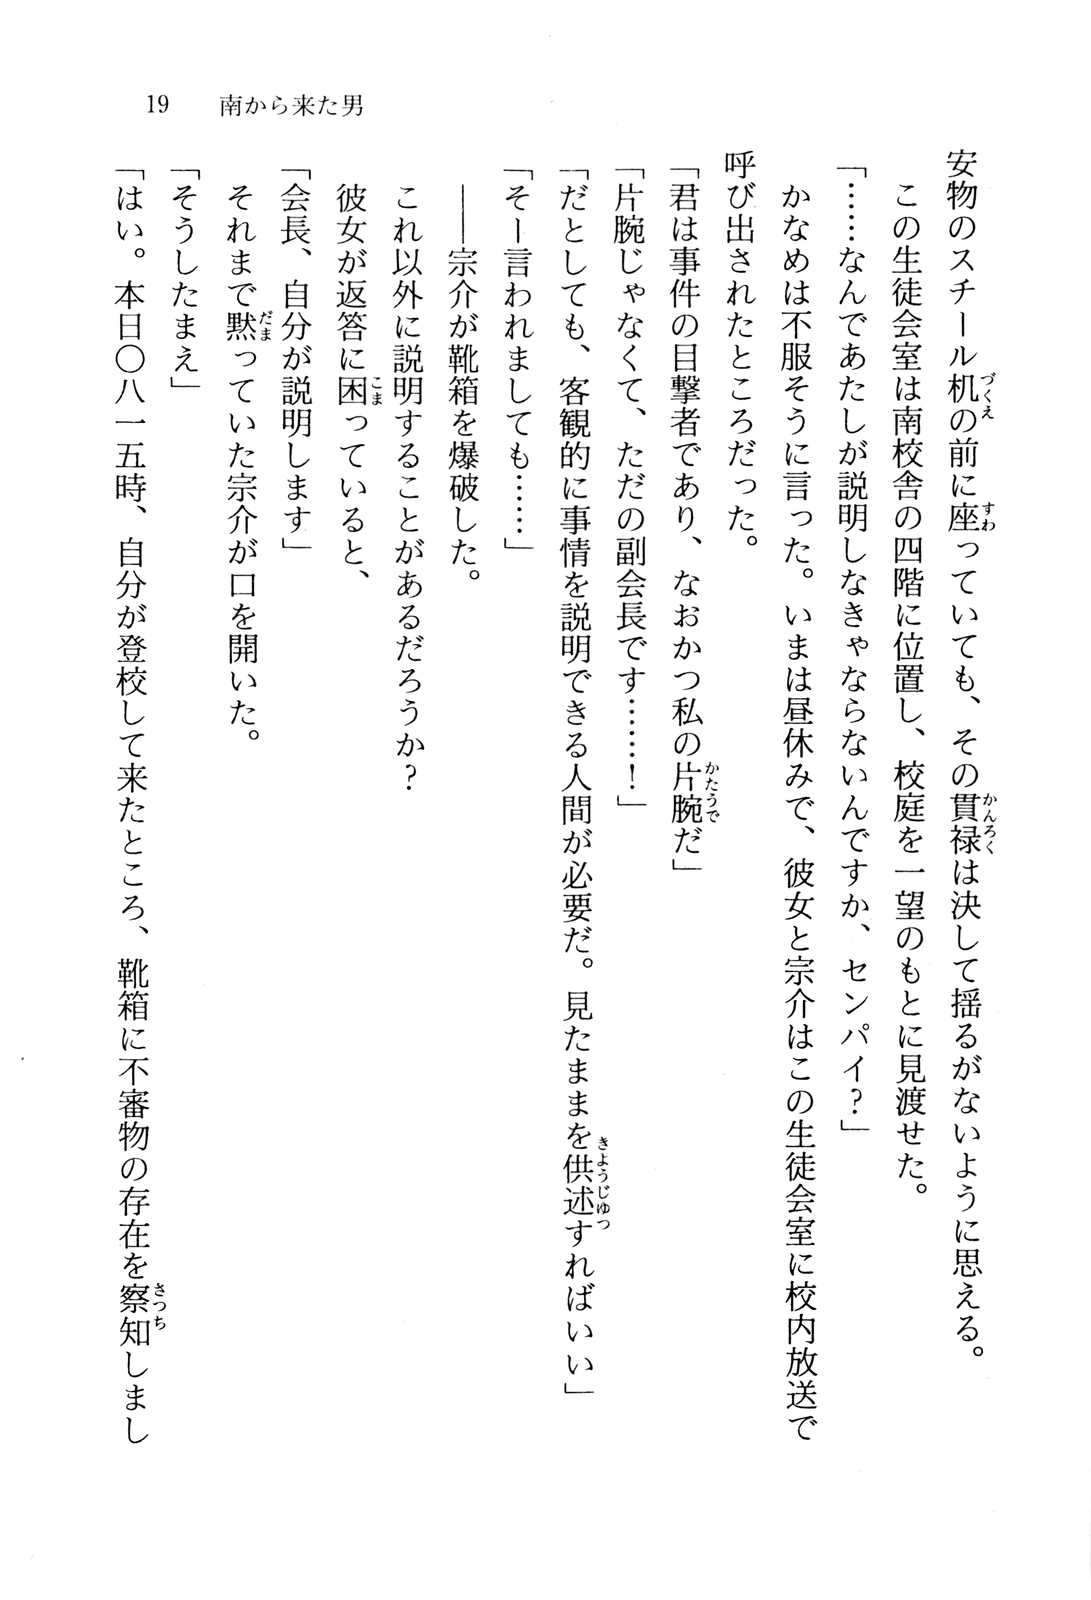 19　南から来た男
安物のスチール机の前に座っていても、その貫禄は決して揺るがないように思える。
この生徒会室は南校舎の四階に位置し、校庭を一望のもとに見渡せた。
「……なんであたしが説明しなきゃならないんですか、センパイ？」
かなめは不服そうに言った。いまは昼休みで、彼女と宗介はこの生徒会室に校内放送で
呼び出されたところだった。
「君は事件の目撃者であり、なおかつ私の片腕だ」
「片腕じゃなくて、ただの副会長です……！」
「だとしても、客観的に事情を説明できる人間が必要だ。見たままを供述すればいい」
「そー言われましても……」
――宗介が靴箱を爆破した。
これ以外に説明することがあるだろうか？
彼女が返答に困っていると、
「会長、自分が説明します」
それまで黙っていた宗介が口を開いた。
「そうしたまえ」
「はい。本日〇八一五時、自分が登校して来たところ、靴箱に不審物の存在を察知しまし